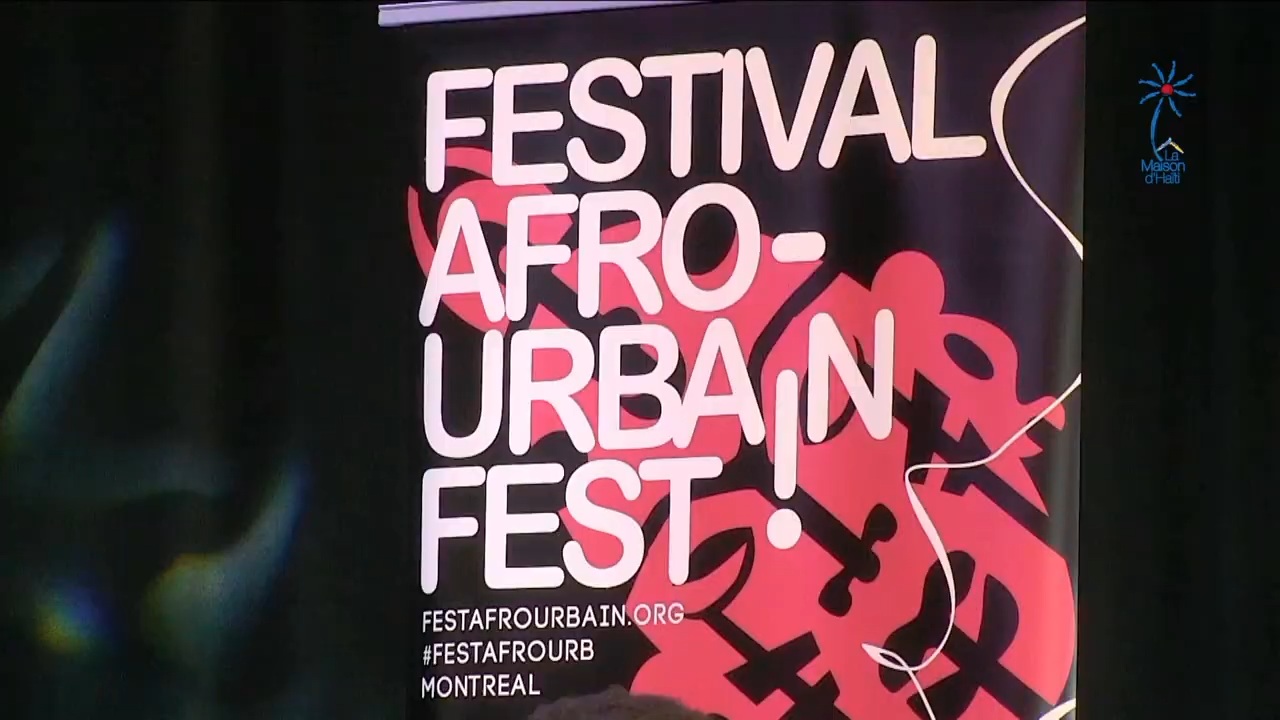 FESTIVAL
AFRO-
URBAIN
FEST !
FESTAFROURBAIN.ORG
#FESTAFROURB
MONTREAL
La
Maison
d'Haïti